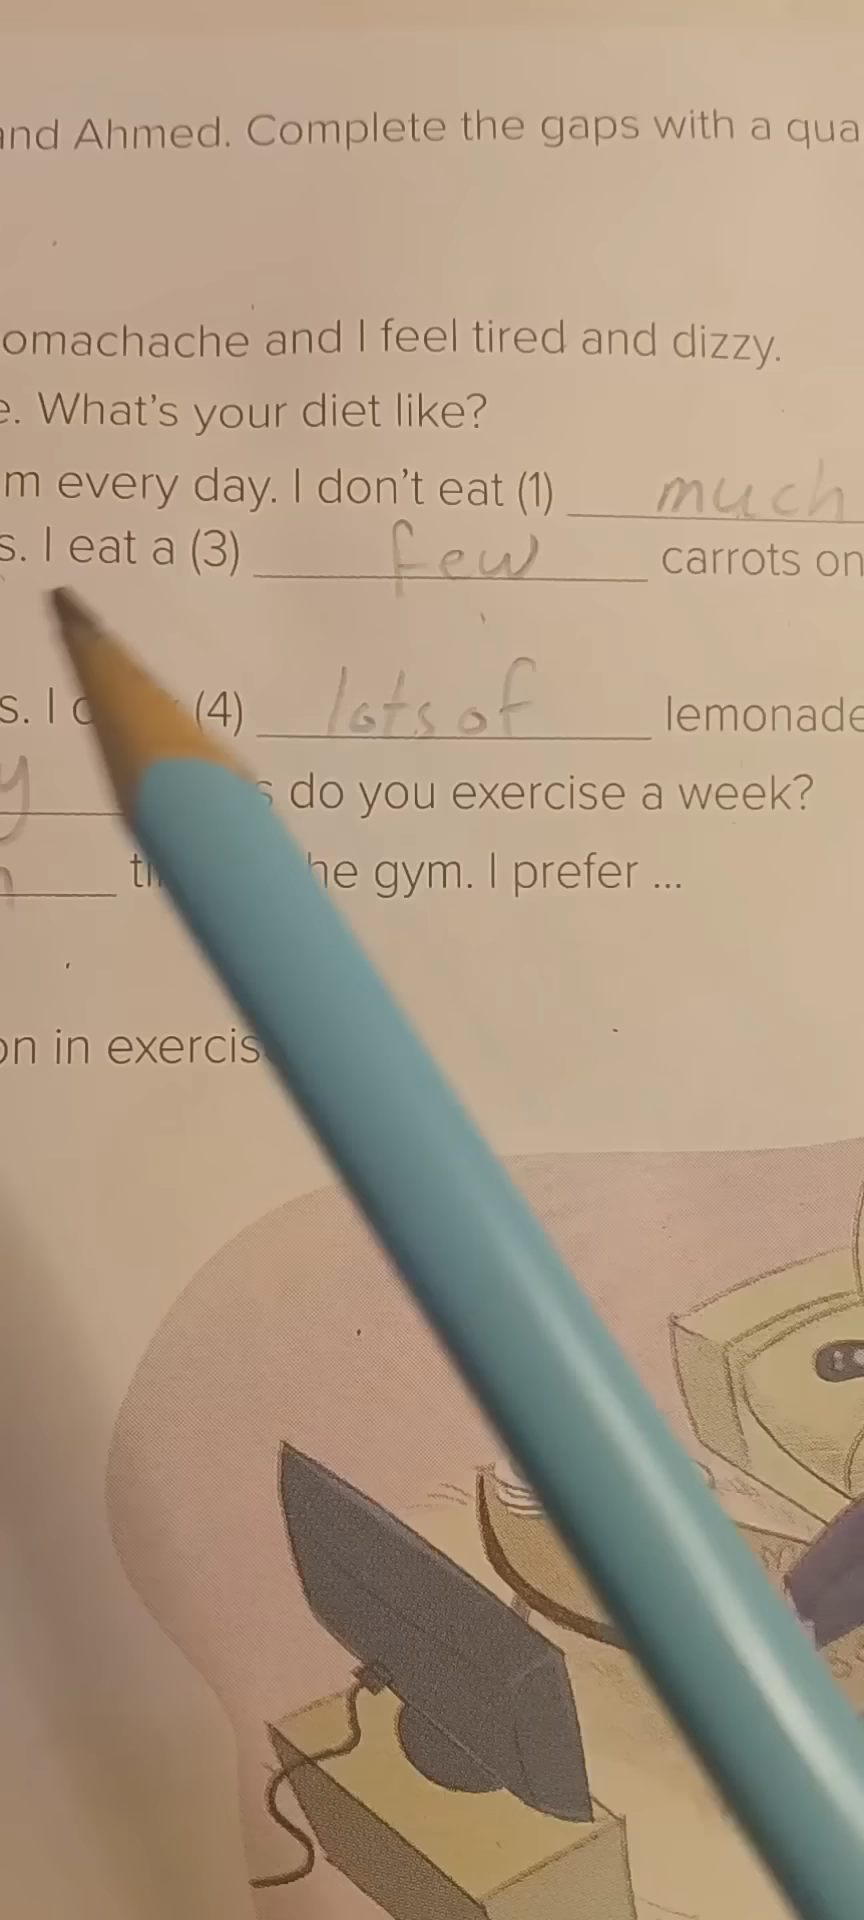 and Ahmed. Complete the gaps with a
omachache and I feel tired and dizzy.
e. What's your diet like?
m every day. I don't eat (1) much
s. I eat a (3) few carrots on
s. I (4) lots of lemonade
y s do you exercise a week?
he gym. I prefer ...
on in exercis